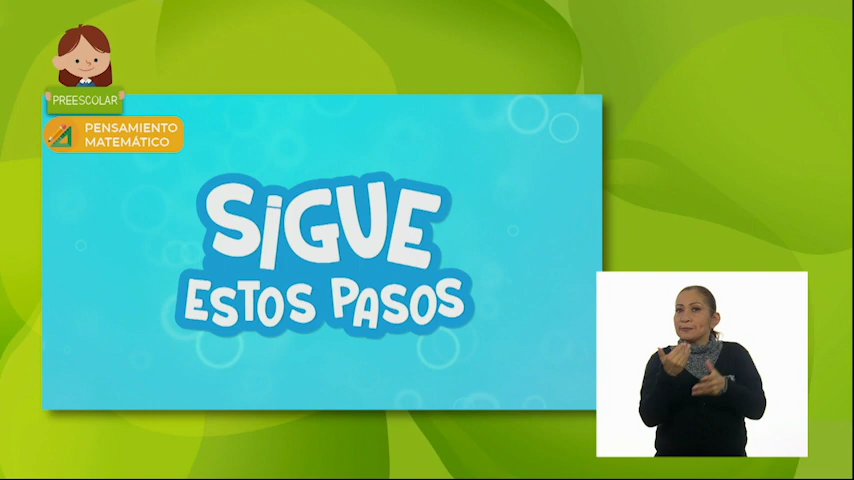 PREESCOLAR
PENSAMIENTO
MATEMÁTICO
SIGUE
ESTOS PASOS